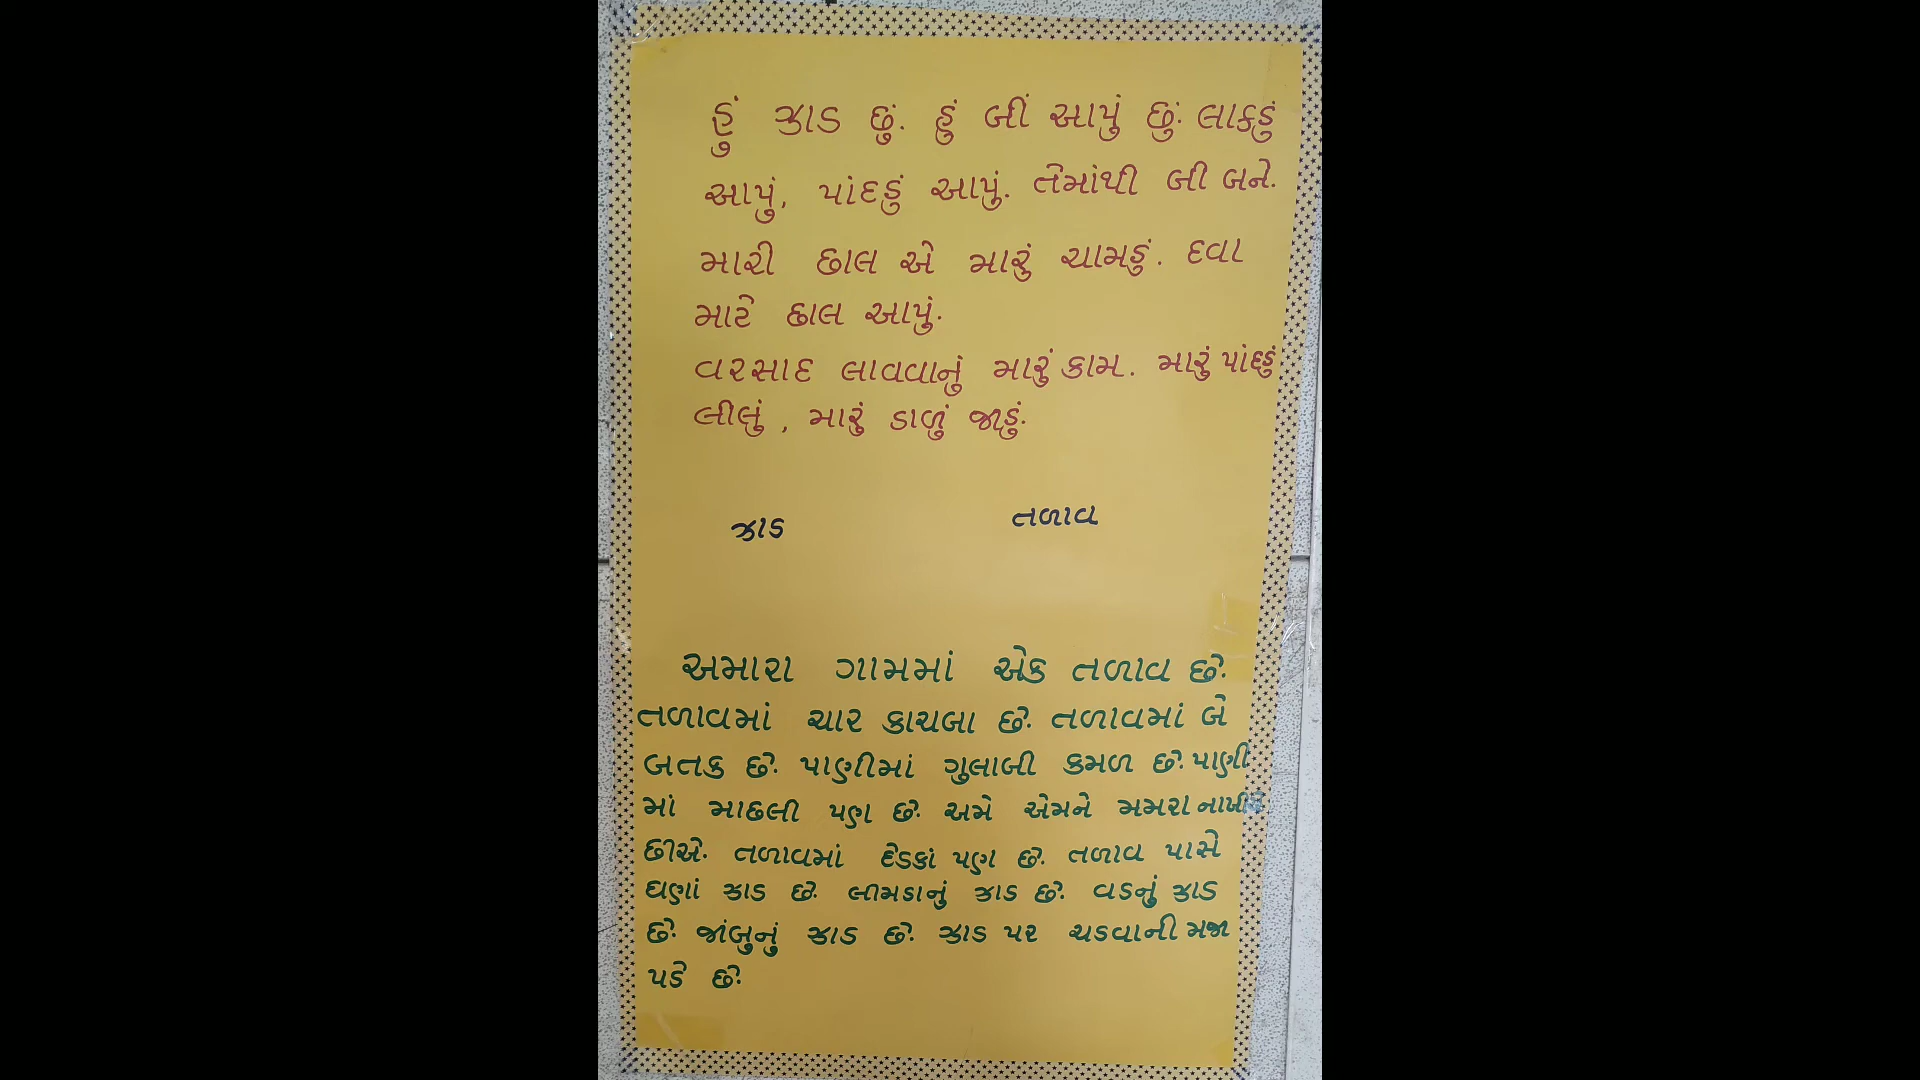 હું ઝાડ છું. હું બીં આપું છું. લાકડું
આપું, પાંદડું આપું. તેમાંથી બી બને.
મારી છાલ એ મારું ચામડું. દવા
માટે છાલ આપું.
વરસાદ લાવવાનું મારું કામ. મારું પાંદડું
લીલું, મારું ડાળું જાડું.
ઝાડ તળાવ
અમારા ગામમાં એક તળાવ છે.
તળાવમાં ચાર કાચબા છે. તળાવમાં બે
બતક છે. પાણીમાં ગુલાબી કમળ છે. પાણી
માં માછલી પણ છે. અમે એમને મમરા નાખીએ
છીએ. તળાવમાં દેડકાં પણ છે. તળાવ પાસે
ઘણાં ઝાડ છે. લીમડાનું ઝાડ છે. વડનું ઝાડ
છે. જાંબુનું ઝાડ છે. ઝાડ પર ચડવાની મજા
પડે છે.